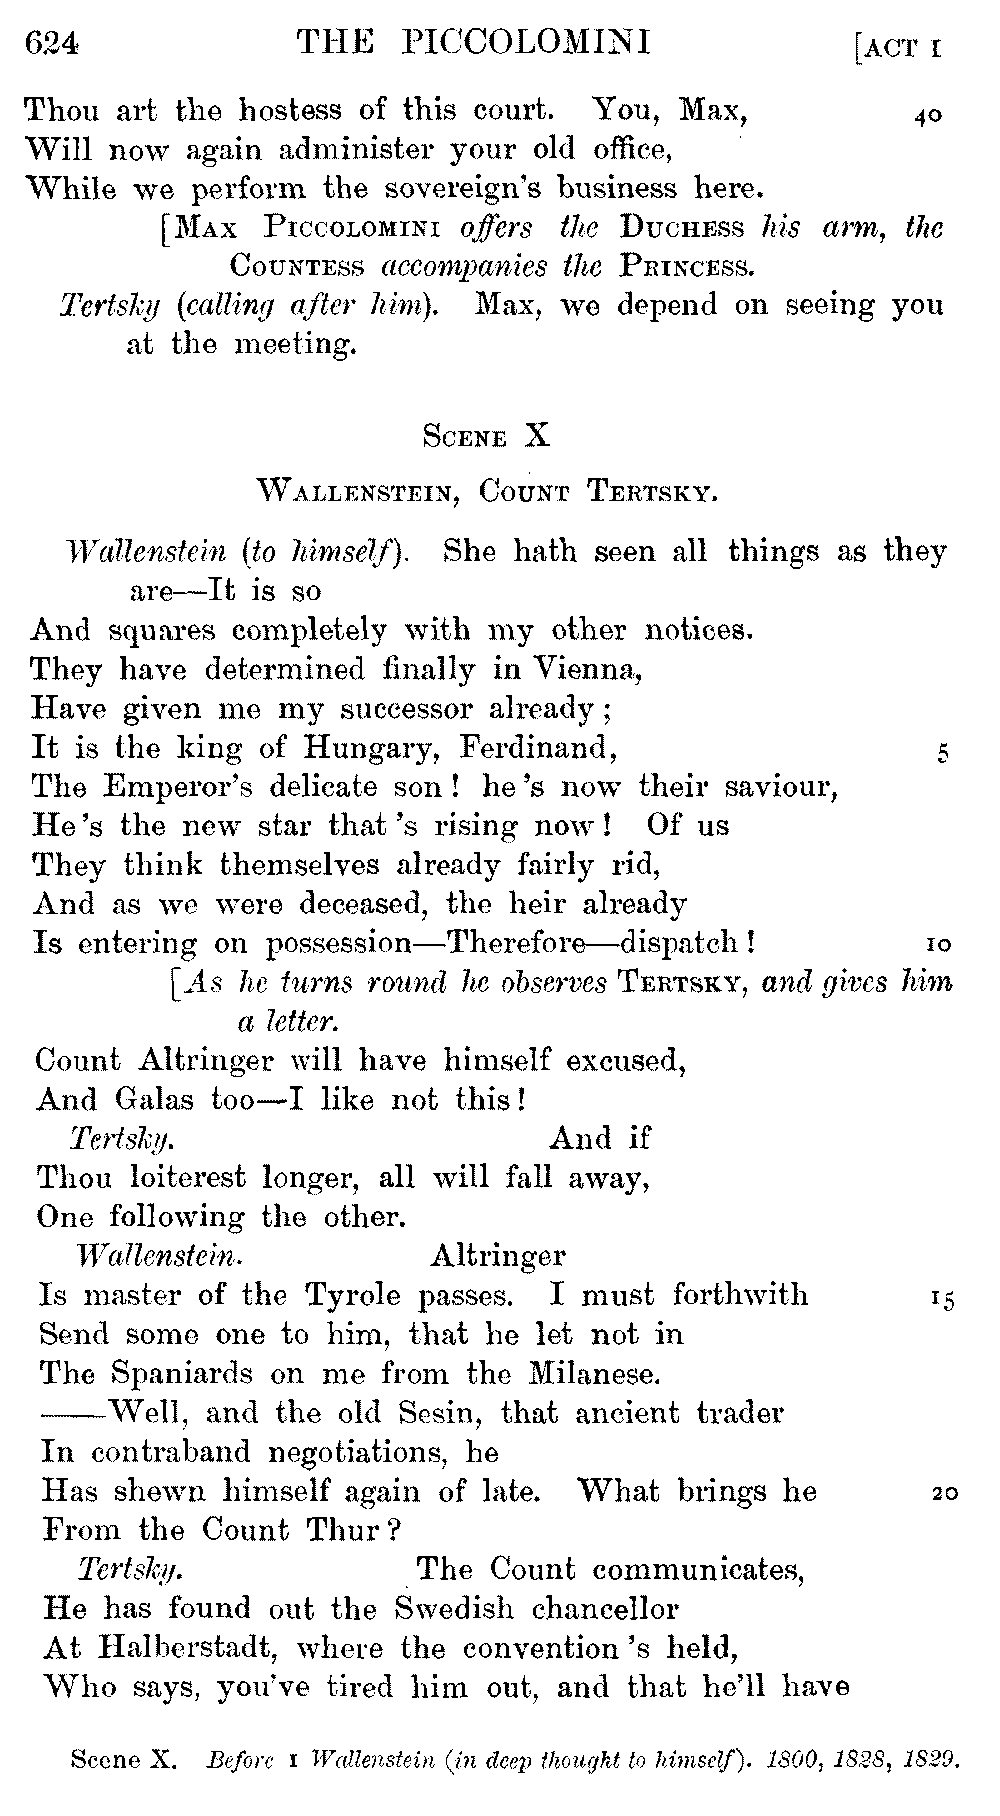 624 THE PICCOLOMINI [ACT I
Thou art the hostess of this court. You, Max, 40
Will now again administer your old office,
While we perform the sovereign's business here.
[MAX PICCOLOMINI offers the DUCHESS his arm, the
COUNTESS accompanies the PRINCESS.
Tertsky (calling after him). Max, we depend on seeing you
at the meeting.
SCENE X
WALLENSTEIN, COUNT TERTSKY.
Wallenstein (to himself). She hath seen all things as they
are—It is so
And squares completely with my other notices.
They have determined finally in Vienna,
Have given me my successor already ;
It is the king of Hungary, Ferdinand, 5
The Emperor's delicate son ! he 's now their saviour,
He 's the new star that 's rising now ! Of us
They think themselves already fairly rid,
And as we were deceased, the heir already
Is entering on possession—Therefore—dispatch ! 10
[As he turns round he observes TERTSKY, and gives him
a letter.
Count Altringer will have himself excused,
And Galas too—I like not this !
Tertsky. And if
Thou loiterest longer, all will fall away,
One following the other.
Wallenstein. Altringer
Is master of the Tyrole passes. I must forthwith 15
Send some one to him, that he let not in
The Spaniards on me from the Milanese.
——Well, and the old Sesin, that ancient trader
In contraband negotiations, he
Has shewn himself again of late. What brings he 20
From the Count Thur ?
Tertsky. The Count communicates,
He has found out the Swedish chancellor
At Halberstadt, where the convention 's held,
Who says, you've tired him out, and that he'll have
Scene X. Before 1 Wallenstein (in deep thought to himself). 1800, 1828, 1829.